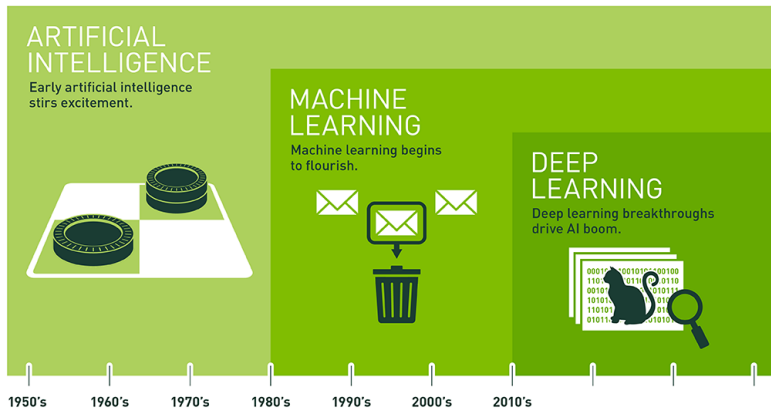 ARTIFICIAL
INTELLIGENCE
Early artificial intelligence
stirs excitement.
MACHINE
LEARNING
Machine learning begins
to flourish.
DEEP
LEARNING
Deep learning breakthroughs
drive AI boom.
1950's
1960's
1970's
1980's
1990's
2000's
2010's